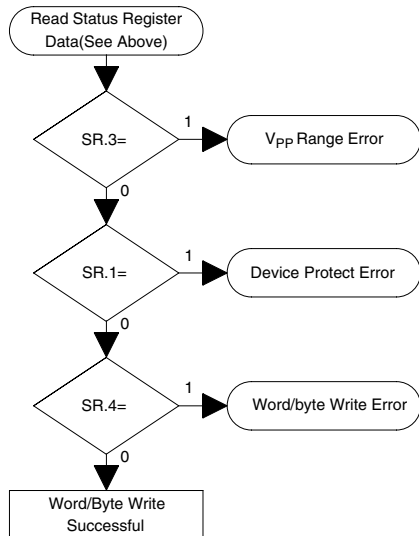 Read Status Register
Data(See Above)
SR.3=
1
VPP Range Error
0
SR.1=
1
Device Protect Error
0
SR.4=
1
Word/byte Write Error
0
Word/Byte Write
Successful